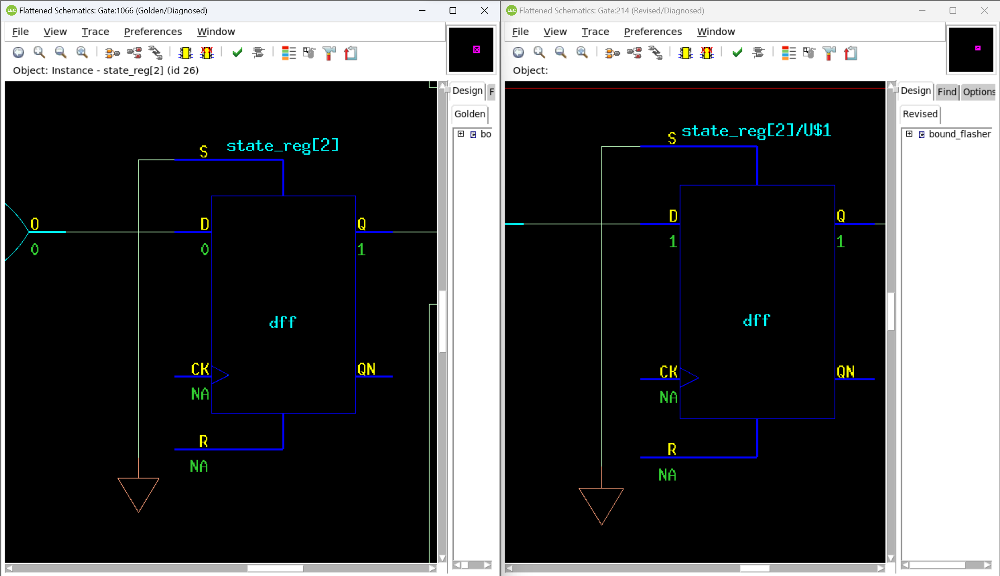 LEC Flattened Schematics: Gate:1066 (Golden/Diagnosed)
File View Trace Preferences Window
Object: Instance - state_reg[2] (id 26)
Design F
Golden
bo
S state_reg[2]
O D Q
0 0 1
dff
CK QN
NA
R
NA
LEC Flattened Schematics: Gate:214 (Revised/Diagnosed)
File View Trace Preferences Window
Object:
Design Find Options
Revised
bound_flasher
S state_reg[2]/U$1
D Q
1 1
dff
CK QN
NA
R
NA